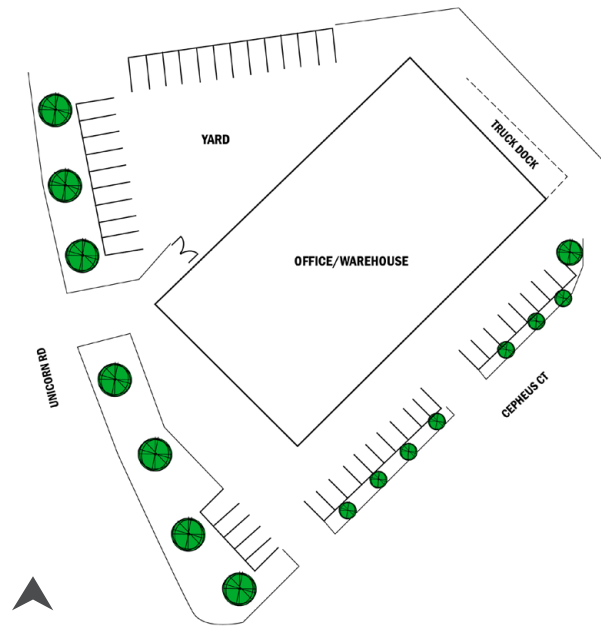 YARD
TRUCK DOCK
OFFICE/WAREHOUSE
UNICORN RD
CEPHEUS CT